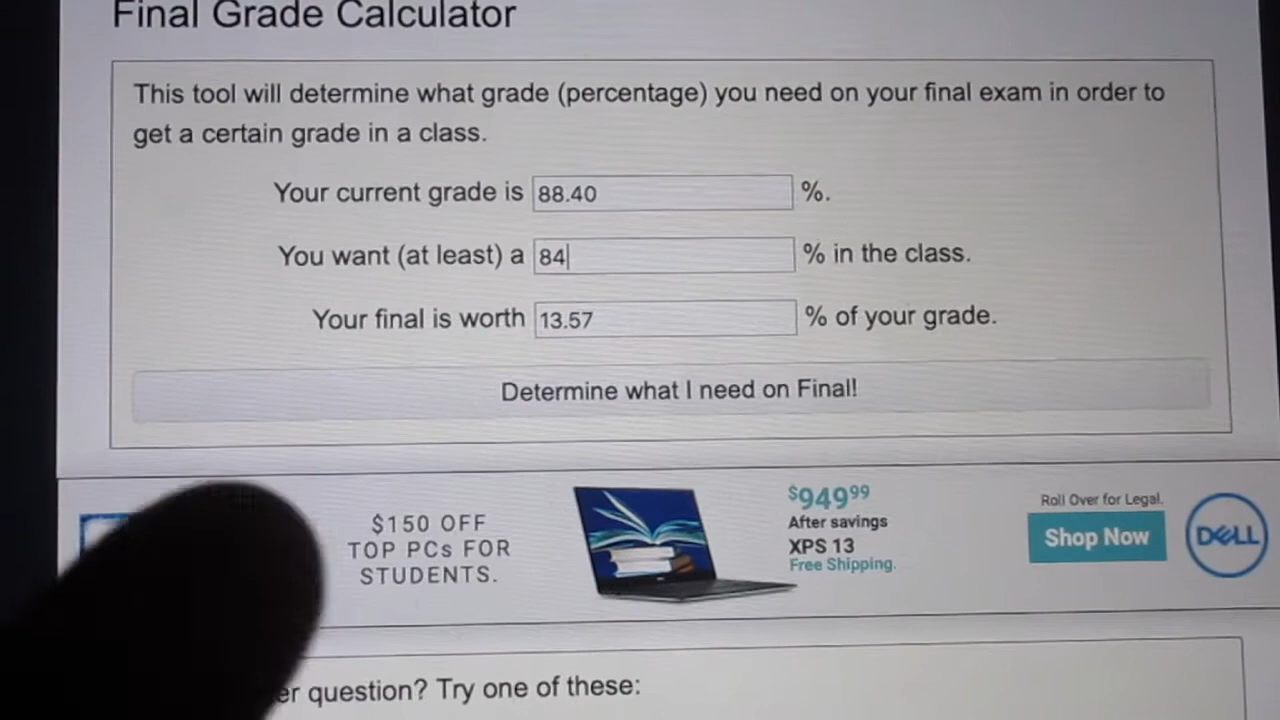 Final Grade Calculator
This tool will determine what grade (percentage) you need on your final exam in order to
get a certain grade in a class.
Your current grade is 88.40 %.
You want (at least) a 84 % in the class.
Your final is worth 13.57 % of your grade.
Determine what I need on Final!
$150 OFF
TOP PCs FOR
STUDENTS.
$949⁹⁹
After savings
XPS 13
Free Shipping.
Roll Over for Legal.
Shop Now
DELL
question? Try one of these: